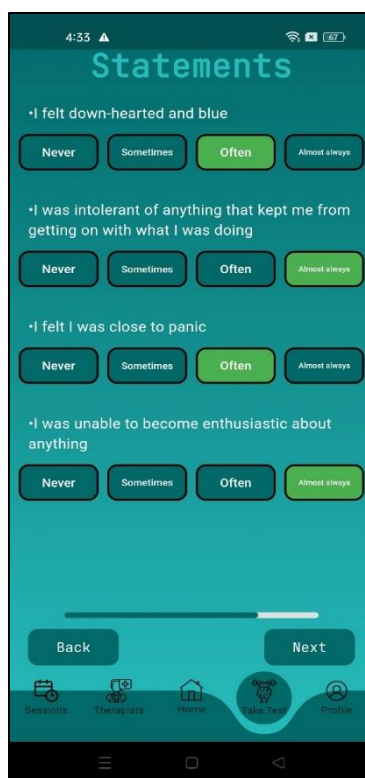 4:33
67
Statements
•I felt down-hearted and blue
Never Sometimes Often Almost always
•I was intolerant of anything that kept me from
getting on with what I was doing
Never Sometimes Often Almost always
•I felt I was close to panic
Never Sometimes Often Almost always
•I was unable to become enthusiastic about
anything
Never Sometimes Often Almost always
Back Next
Sessions Therapists Home Take Test Profile